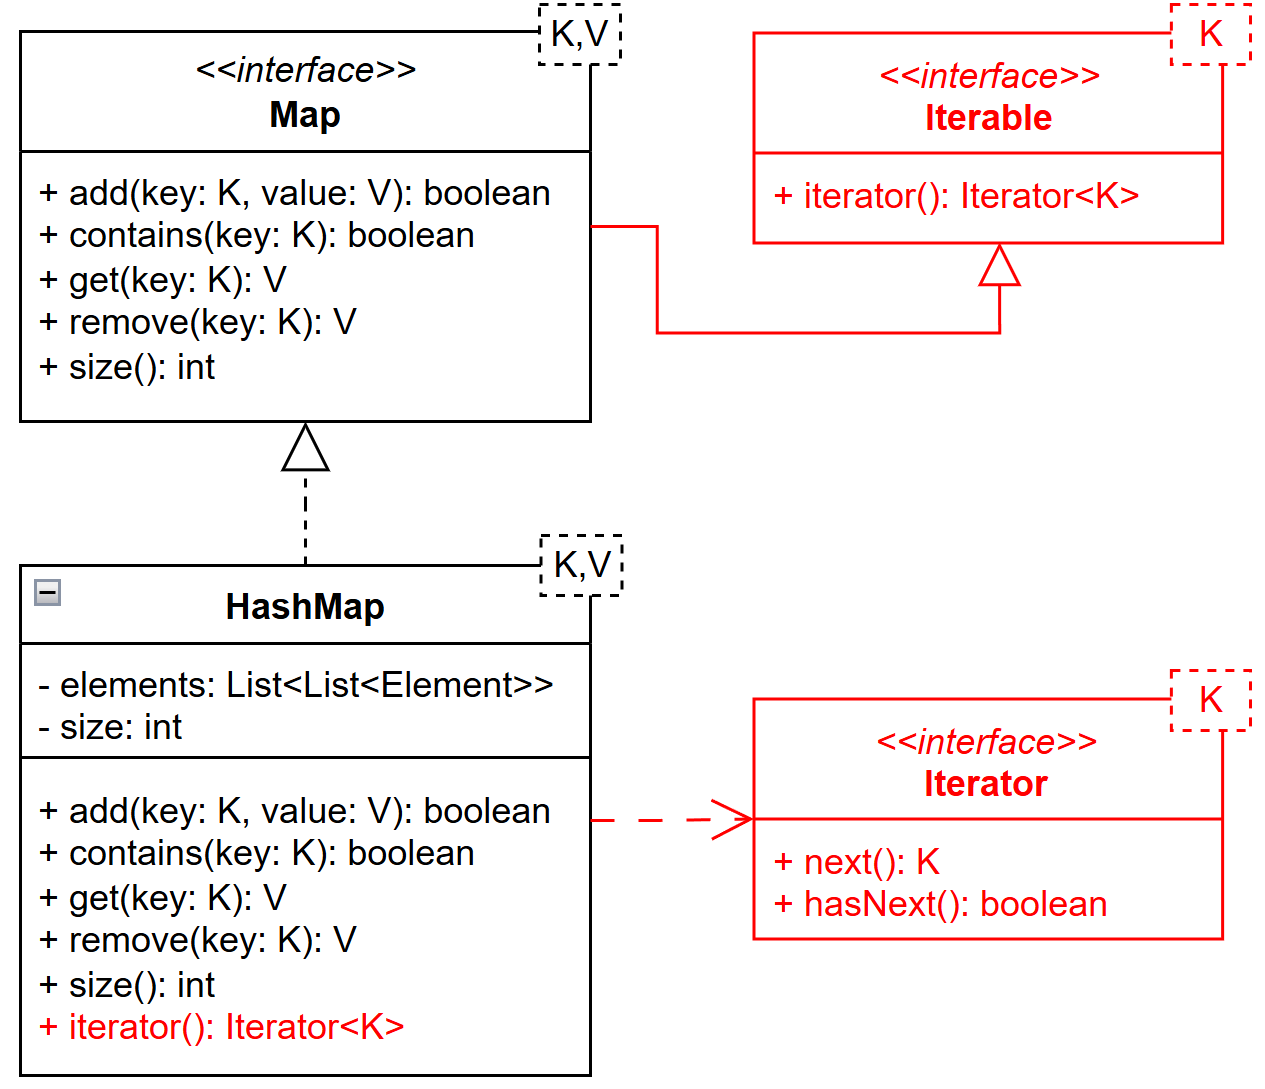 K,V
<<interface>>
Map
+ add(key: K, value: V): boolean
+ contains(key: K): boolean
+ get(key: K): V
+ remove(key: K): V
+ size(): int
K
<<interface>>
Iterable
+ iterator(): Iterator<K>
K,V
HashMap
- elements: List<List<Element>>
- size: int
+ add(key: K, value: V): boolean
+ contains(key: K): boolean
+ get(key: K): V
+ remove(key: K): V
+ size(): int
+ iterator(): Iterator<K>
K
<<interface>>
Iterator
+ next(): K
+ hasNext(): boolean